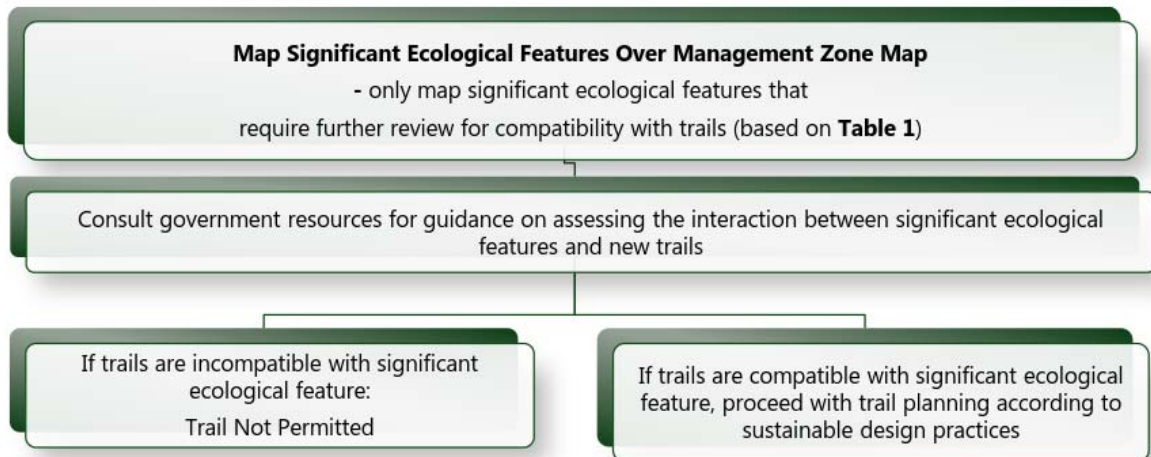 Map Significant Ecological Features Over Management Zone Map
- only map significant ecological features that
require further review for compatibility with trails (based on Table 1)
Consult government resources for guidance on assessing the interaction between significant ecological
features and new trails
If trails are incompatible with significant
ecological feature:
Trail Not Permitted
If trails are compatible with significant ecological
feature, proceed with trail planning according to
sustainable design practices